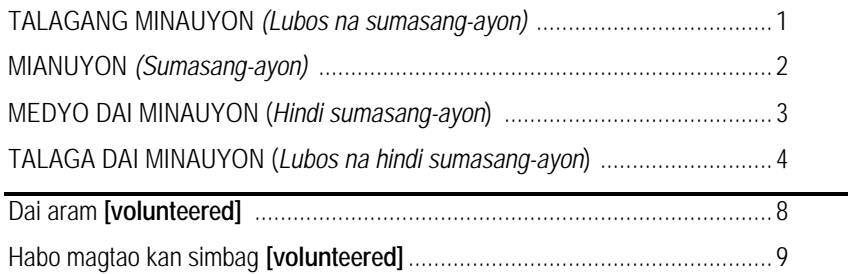 TALAGANG MINAUYON (Lubos na sumasang-ayon) ........................................................ 1
MIANUYON (Sumasang-ayon) ........................................................................................ 2
MEDYO DAI MINAUYON (Hindi sumasang-ayon) ........................................................ 3
TALAGA DAI MINAUYON (Lubos na hindi sumasang-ayon) ........................................ 4
Dai aram [volunteered] .................................................................................................... 8
Habo magtao kan simbag [volunteered] ......................................................................... 9